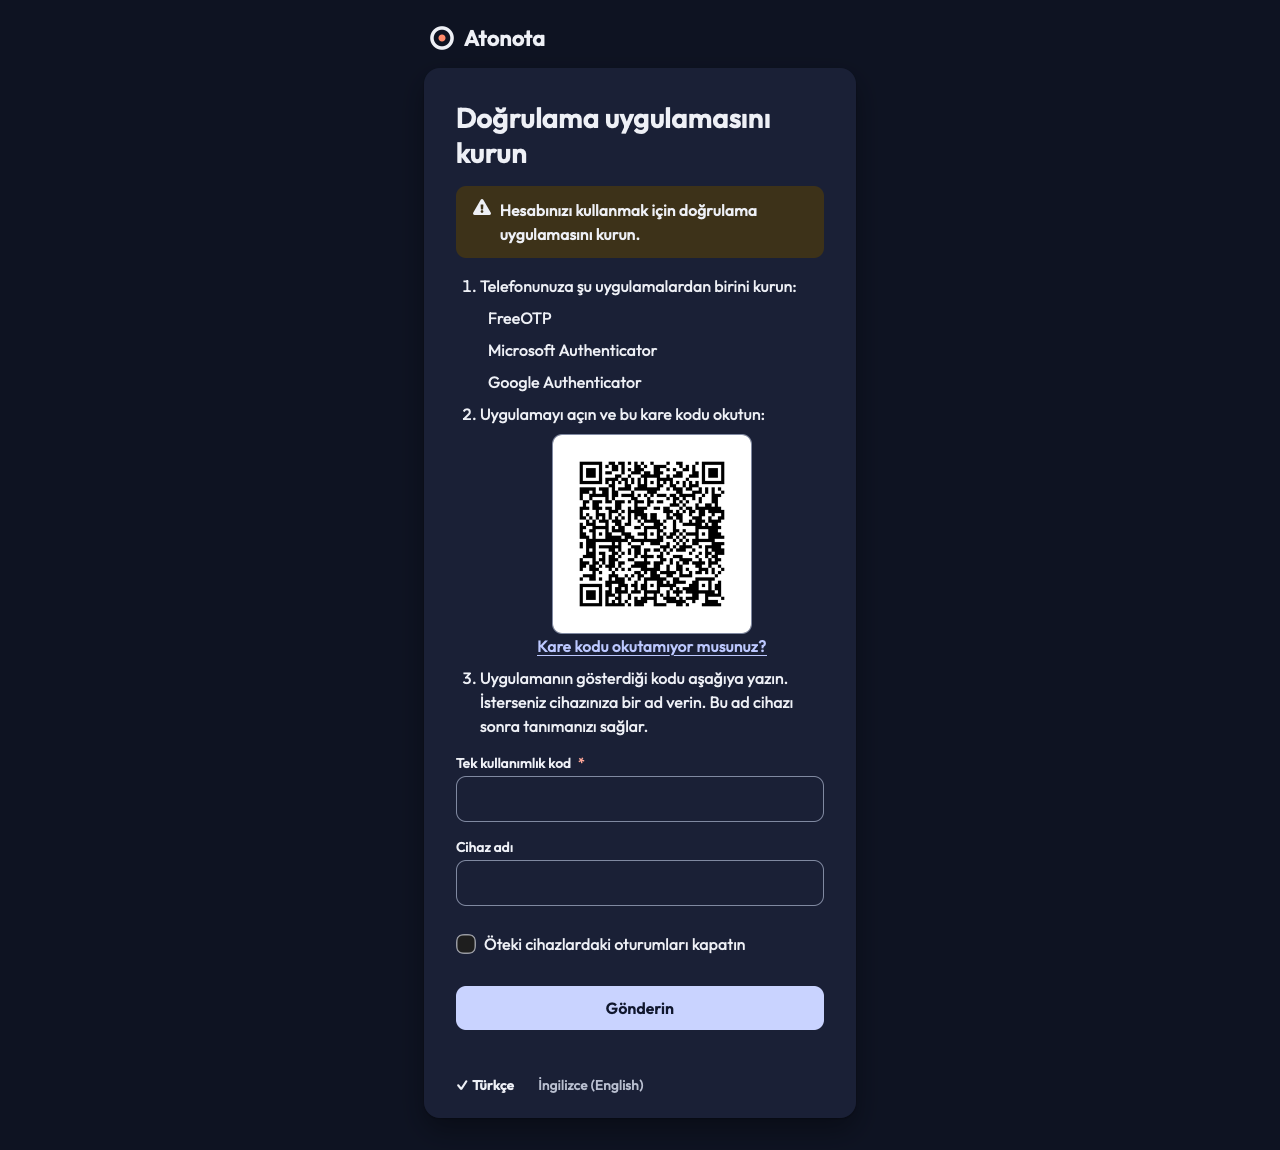 Atonota
Doğrulama uygulamasını
kurun
Hesabınızı kullanmak için doğrulama
uygulamasını kurun.
1. Telefonunuza şu uygulamalardan birini kurun:
FreeOTP
Microsoft Authenticator
Google Authenticator
2. Uygulamayı açın ve bu kare kodu okutun:
Kare kodu okutamıyor musunuz?
3. Uygulamanın gösterdiği kodu aşağıya yazın.
İsterseniz cihazınıza bir ad verin. Bu ad cihazı
sonra tanımanızı sağlar.
Tek kullanımlık kod *
Cihaz adı
Öteki cihazlardaki oturumları kapatın
Gönderin
Türkçe İngilizce (English)